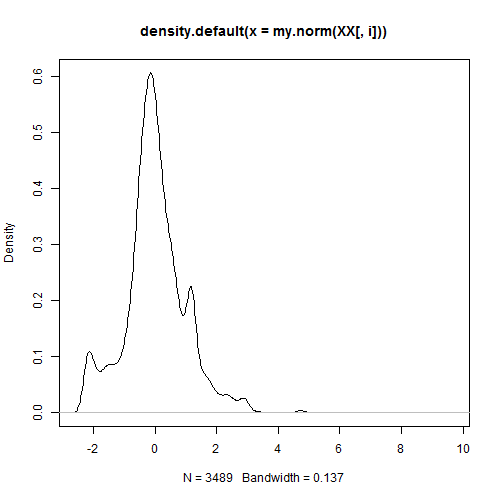 density.default(x = my.norm(XX[, i]))
Density
0.6
0.5
0.4
0.3
0.2
0.1
0.0
-2 0 2 4 6 8 10
N = 3489 Bandwidth = 0.137